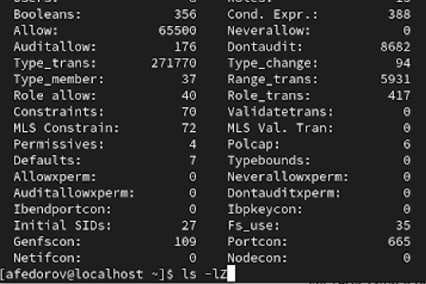 Booleans: 356 Cond. Expr.: 388
Allow: 65500 Neverallow: 0
Auditallow: 176 Dontaudit: 8682
Type_trans: 271770 Type_change: 94
Type_member: 37 Range_trans: 5931
Role allow: 40 Role_trans: 417
Constraints: 70 Validatetrans: 0
MLS Constrain: 72 MLS Val. Tran: 0
Permissives: 4 Polcap: 6
Defaults: 7 Typebounds: 0
Allowxperm: 0 Neverallowxperm: 0
Auditallowxperm: 0 Dontauditxperm: 0
Ibendportcon: 0 Ibpkeycon: 0
Initial SIDs: 27 Fs_use: 35
Genfscon: 109 Portcon: 665
Netifcon: 0 Nodecon: 0
[afedorov@localhost ~]$ ls -lZ